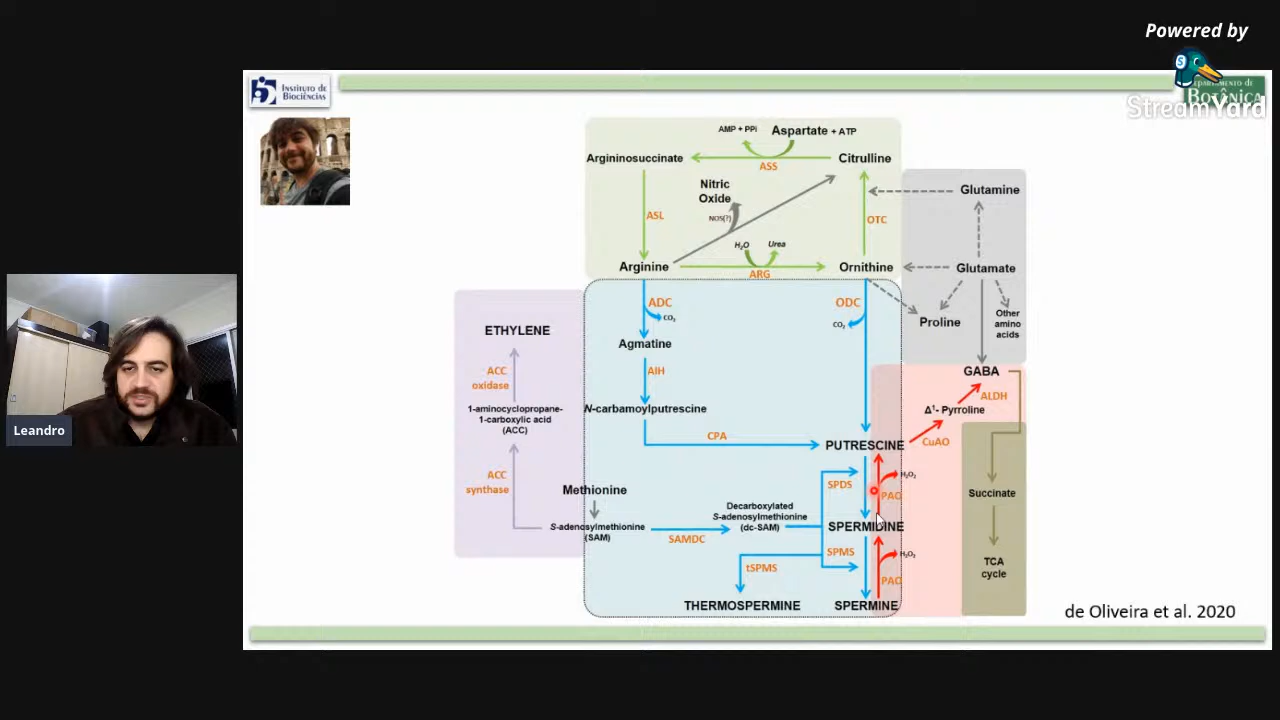 Powered by
StreamYard
Instituto de
Biociências
DEPARTAMENTO DE
BOTÂNICA
AMP + PPi
Aspartate + ATP
Argininosuccinate
ASS
Citrulline
Nitric
Oxide
NOS(?)
Glutamine
ASL
OTC
H₂O
Urea
Arginine
ARG
Ornithine
Glutamate
ADC
CO₂
ODC
CO₂
Proline
Other
amino
acids
ETHYLENE
Agmatine
ACC
oxidase
AIH
GABA
ALDH
1-aminocyclopropane-
1-carboxylic acid
(ACC)
N-carbamoylputrescine
Δ¹- Pyrroline
CPA
PUTRESCINE
CuAO
ACC
synthase
Methionine
SPDS
H₂O₂
PAO
Succinate
S-adenosylmethionine
(SAM)
SAMDC
Decarboxylated
S-adenosylmethionine
(dc-SAM)
SPERMIDINE
tSPMS
SPMS
H₂O₂
PAO
TCA
cycle
THERMOSPERMINE
SPERMINE
de Oliveira et al. 2020
Leandro